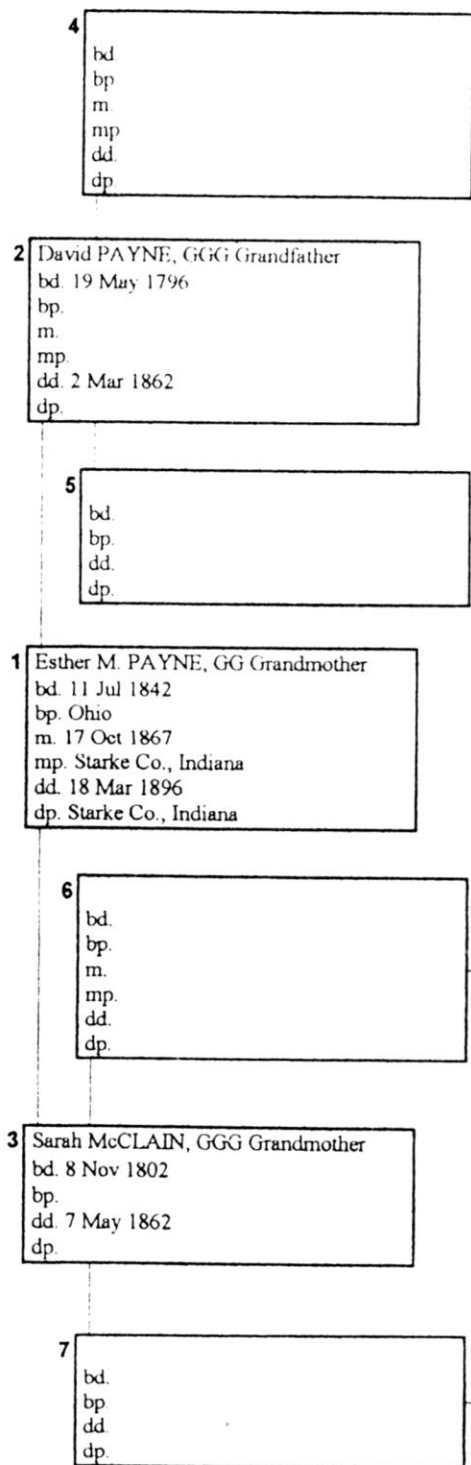 4
bd.
bp
m.
mp
dd.
dp.
2 David PAYNE, GGG Grandfather
bd. 19 May 1796
bp.
m.
mp.
dd. 2 Mar 1862
dp.
5
bd.
bp.
dd.
dp.
1 Esther M. PAYNE, GG Grandmother
bd. 11 Jul 1842
bp. Ohio
m. 17 Oct 1867
mp. Starke Co., Indiana
dd. 18 Mar 1896
dp. Starke Co., Indiana
6
bd.
bp.
m.
mp.
dd.
dp.
3 Sarah McCLAIN, GGG Grandmother
bd. 8 Nov 1802
bp.
dd. 7 May 1862
dp.
7
bd.
bp.
dd.
dp.